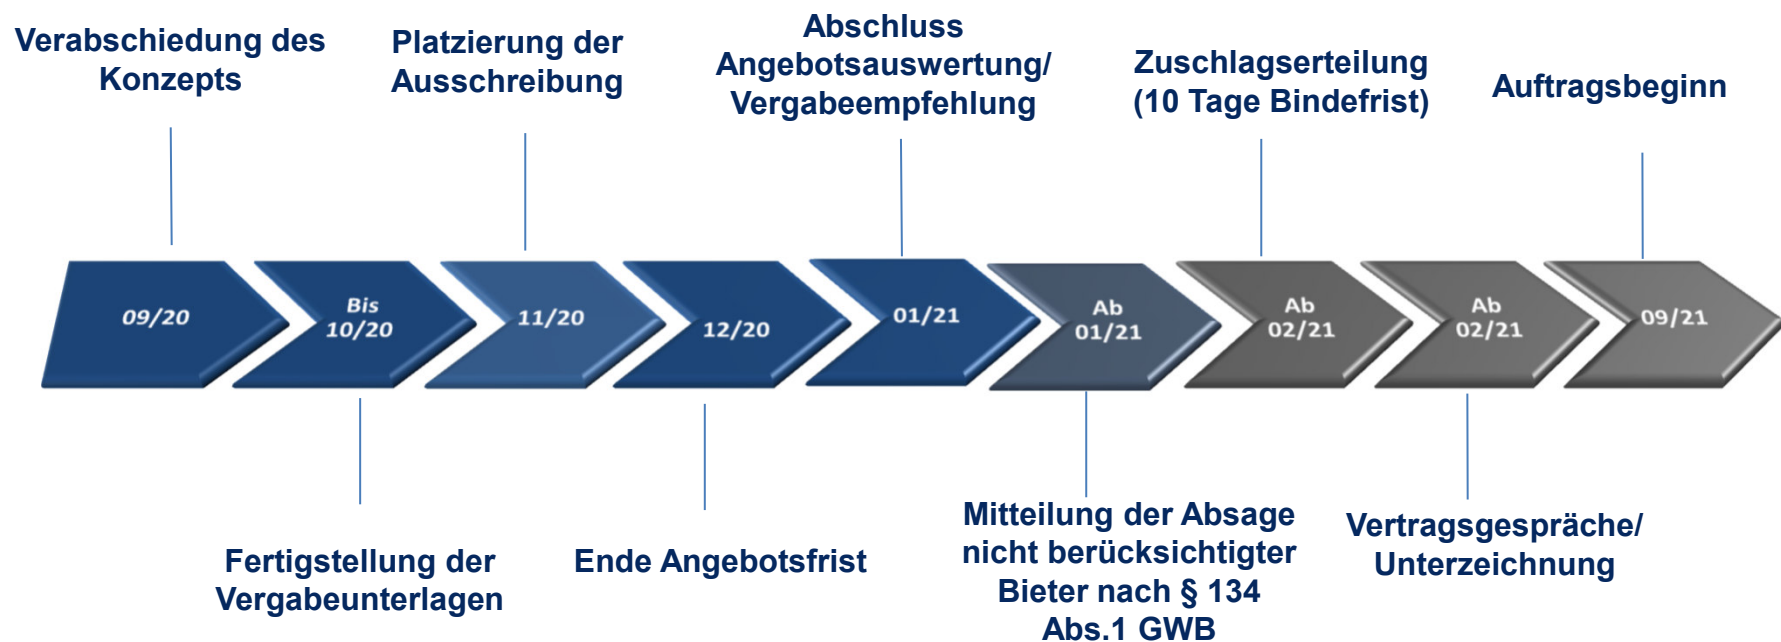 Verabschiedung des
Konzepts
Platzierung der
Ausschreibung
Abschluss
Angebotsauswertung/
Vergabeempfehlung
Zuschlagserteilung
(10 Tage Bindefrist)
Auftragsbeginn
09/20
Bis
10/20
11/20
12/20
01/21
Ab
01/21
Ab
02/21
Ab
02/21
09/21
Fertigstellung der
Vergabeunterlagen
Ende Angebotsfrist
Mitteilung der Absage
nicht berücksichtigter
Bieter nach § 134
Abs.1 GWB
Vertragsgespräche/
Unterzeichnung